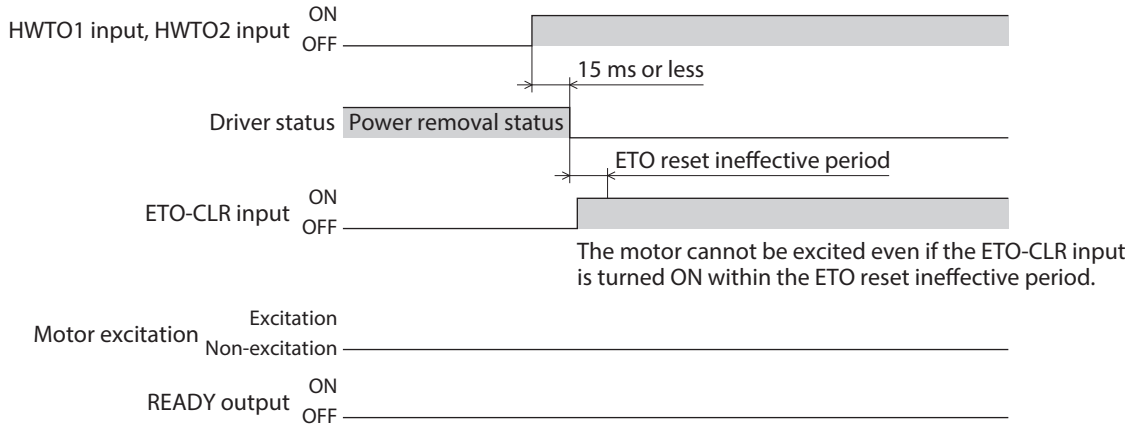 HWTO1 input, HWTO2 input
ON
OFF
15 ms or less
Driver status
Power removal status
ETO reset ineffective period
ETO-CLR input
ON
OFF
The motor cannot be excited even if the ETO-CLR input
is turned ON within the ETO reset ineffective period.
Motor excitation
Excitation
Non-excitation
READY output
ON
OFF